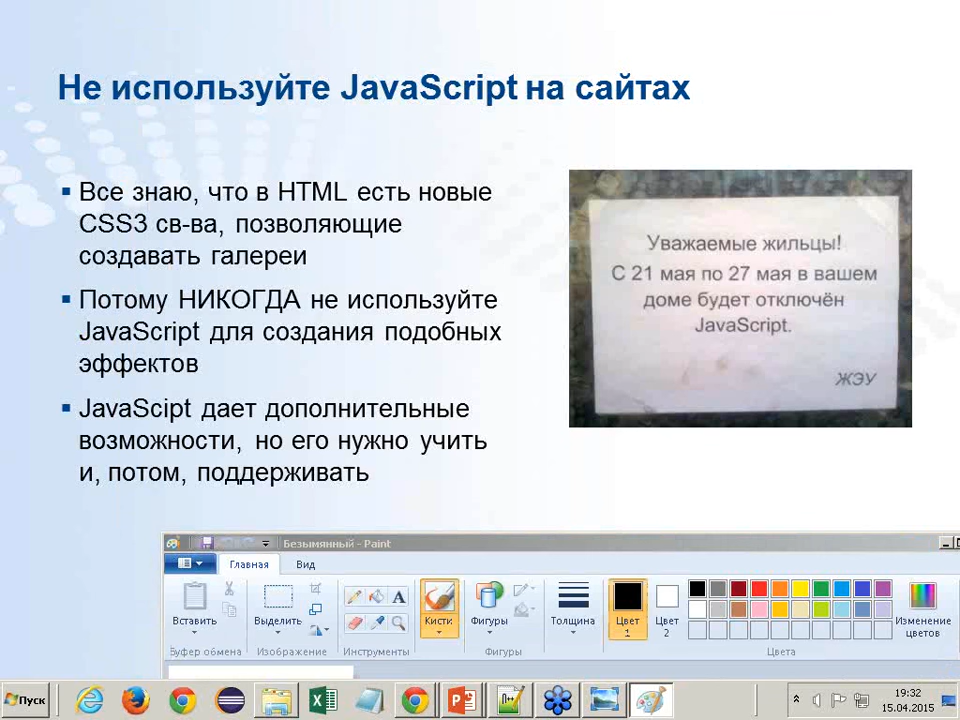 Не используйте JavaScript на сайтах
Все знаю, что в HTML есть новые
CSS3 св-ва, позволяющие
создавать галереи
Потому НИКОГДА не используйте
JavaScript для создания подобных
эффектов
JavaScipt дает дополнительные
возможности, но его нужно учить
и, потом, поддерживать
Уважаемые жильцы!
С 21 мая по 27 мая в вашем
доме будет отключён
JavaScript.
ЖЭУ
Безымянный - Paint
Главная Вид
Вставить Выделить Кисти Фигуры Толщина Цвет 1 Цвет 2 Изменение цветов
Буфер обмена Изображение Инструменты Фигуры Цвета
Пуск
19:32
15.04.2015